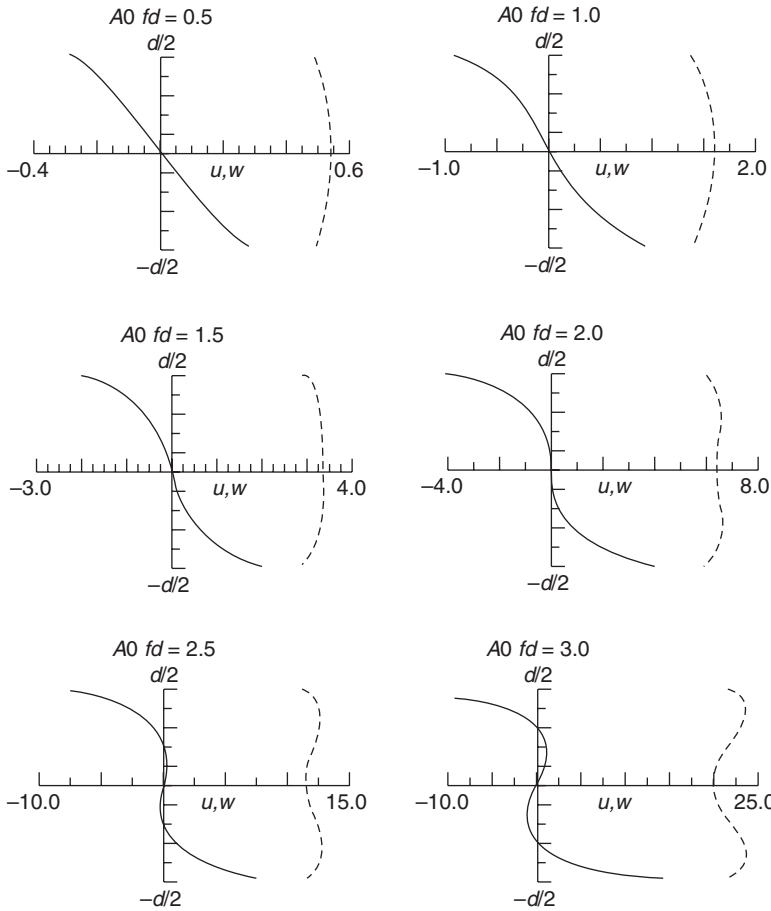 A0 fd = 0.5
d/2
−0.4
u,w
0.6
−d/2
A0 fd = 1.0
d/2
−1.0
u,w
2.0
−d/2
A0 fd = 1.5
d/2
−3.0
u,w
4.0
−d/2
A0 fd = 2.0
d/2
−4.0
u,w
8.0
−d/2
A0 fd = 2.5
d/2
−10.0
u,w
15.0
−d/2
A0 fd = 3.0
d/2
−10.0
u,w
25.0
−d/2